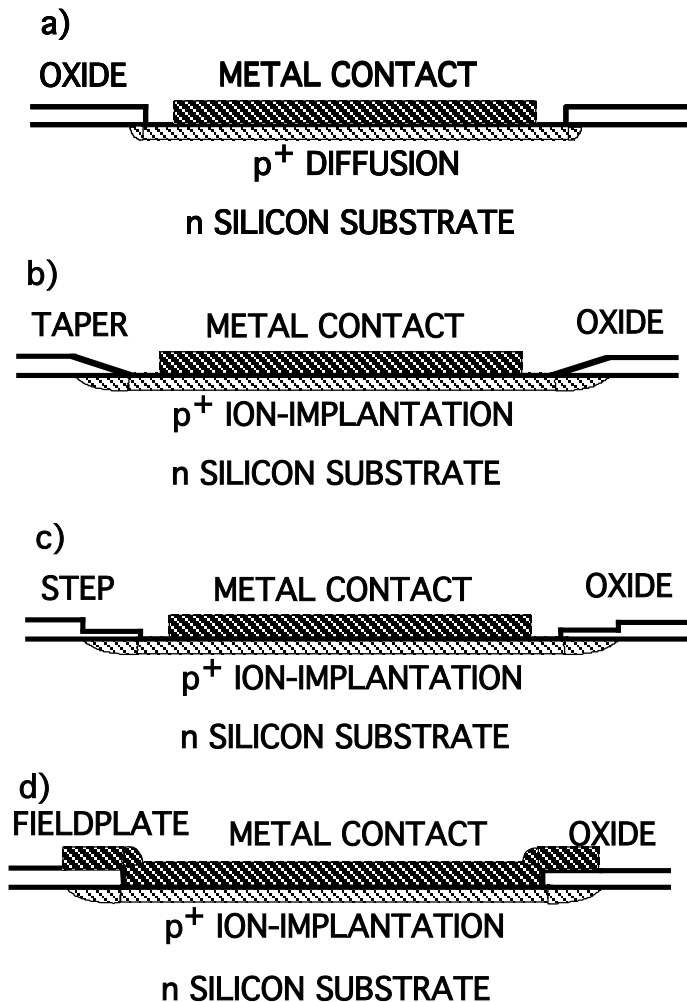 a)
OXIDE METAL CONTACT
p+ DIFFUSION
n SILICON SUBSTRATE
b)
TAPER METAL CONTACT OXIDE
p+ ION-IMPLANTATION
n SILICON SUBSTRATE
c)
STEP METAL CONTACT OXIDE
p+ ION-IMPLANTATION
n SILICON SUBSTRATE
d)
FIELDPLATE METAL CONTACT OXIDE
p+ ION-IMPLANTATION
n SILICON SUBSTRATE